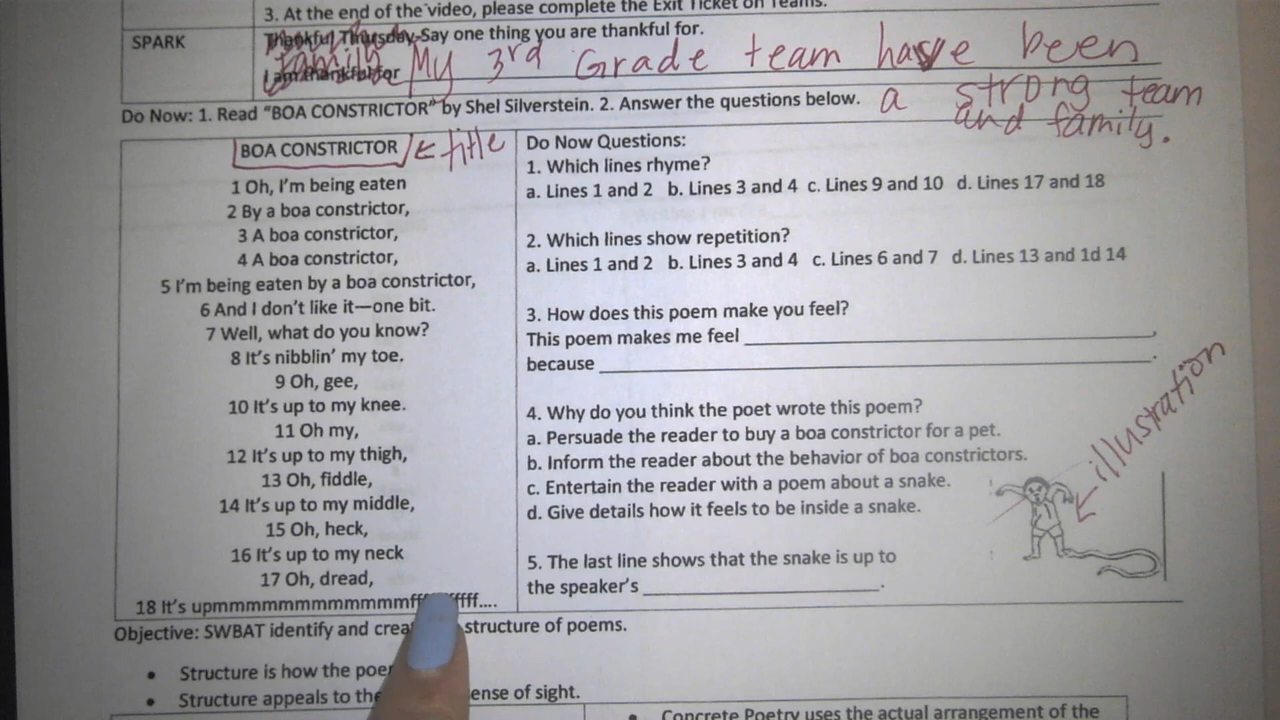 3. At the end of the video, please complete the Exit Ticket on Teams.
SPARK
Thankful Thursday-Say one thing you are thankful for.
I am thankful for My 3rd Grade team have been
a strong team
and family.
Do Now: 1. Read "BOA CONSTRICTOR" by Shel Silverstein. 2. Answer the questions below.
BOA CONSTRICTOR ← title
1 Oh, I'm being eaten
2 By a boa constrictor,
3 A boa constrictor,
4 A boa constrictor,
5 I'm being eaten by a boa constrictor,
6 And I don't like it—one bit.
7 Well, what do you know?
8 It's nibblin' my toe.
9 Oh, gee,
10 It's up to my knee.
11 Oh my,
12 It's up to my thigh,
13 Oh, fiddle,
14 It's up to my middle,
15 Oh, heck,
16 It's up to my neck
17 Oh, dread,
18 It's upmmmmmmmmmmmmfff fff....
Do Now Questions:
1. Which lines rhyme?
a. Lines 1 and 2 b. Lines 3 and 4 c. Lines 9 and 10 d. Lines 17 and 18
2. Which lines show repetition?
a. Lines 1 and 2 b. Lines 3 and 4 c. Lines 6 and 7 d. Lines 13 and 1d 14
3. How does this poem make you feel?
This poem makes me feel ,
because .
4. Why do you think the poet wrote this poem?
a. Persuade the reader to buy a boa constrictor for a pet.
b. Inform the reader about the behavior of boa constrictors.
c. Entertain the reader with a poem about a snake.
d. Give details how it feels to be inside a snake.
illustration
5. The last line shows that the snake is up to
the speaker's .
Objective: SWBAT identify and structure of poems.
• Structure is how the
• Structure appeals to the sense of sight.
• Concrete Poetry uses the actual arrangement of the